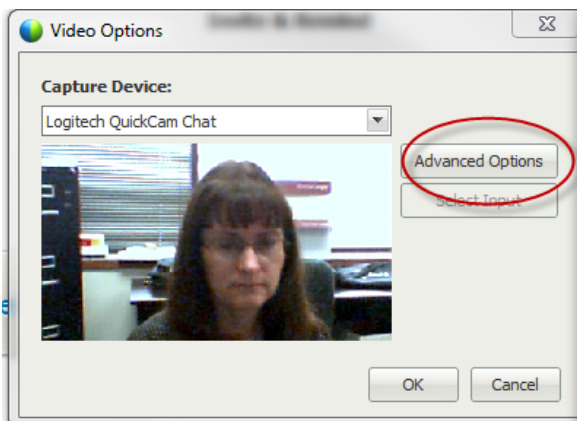 Video Options
Capture Device:
Logitech QuickCam Chat
Advanced Options
Select Input
OK
Cancel